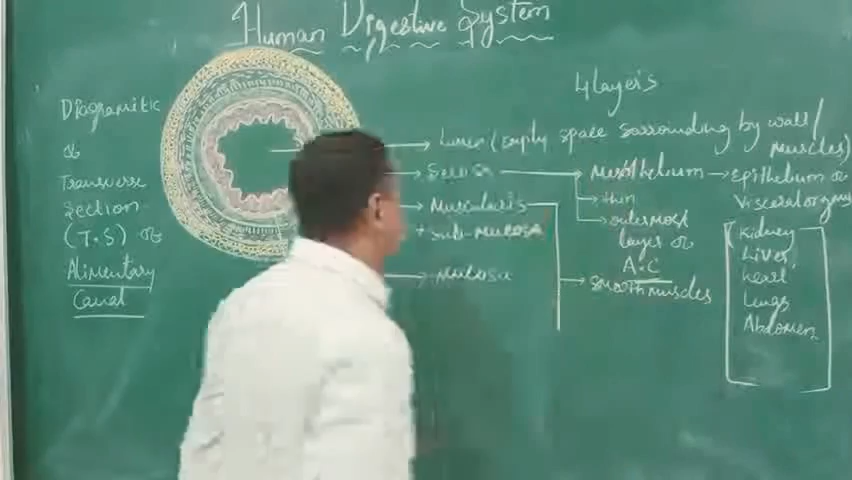 Human Digestive System
4 layer's
Diagramatic
of
Transverse
Section
(T.S) of
Alimentary
Canal
Lumen (empty space sorrounding by wall/
muscles)
Serosa
Mesothelium → Epithelium of
Visceral organs
thin
outermost
layer of
A.C
Muscularis
+ Sub-mucosa
Smooth muscles
Mucosa
Kidney
Liver,
heart
Lungs
Abdomen